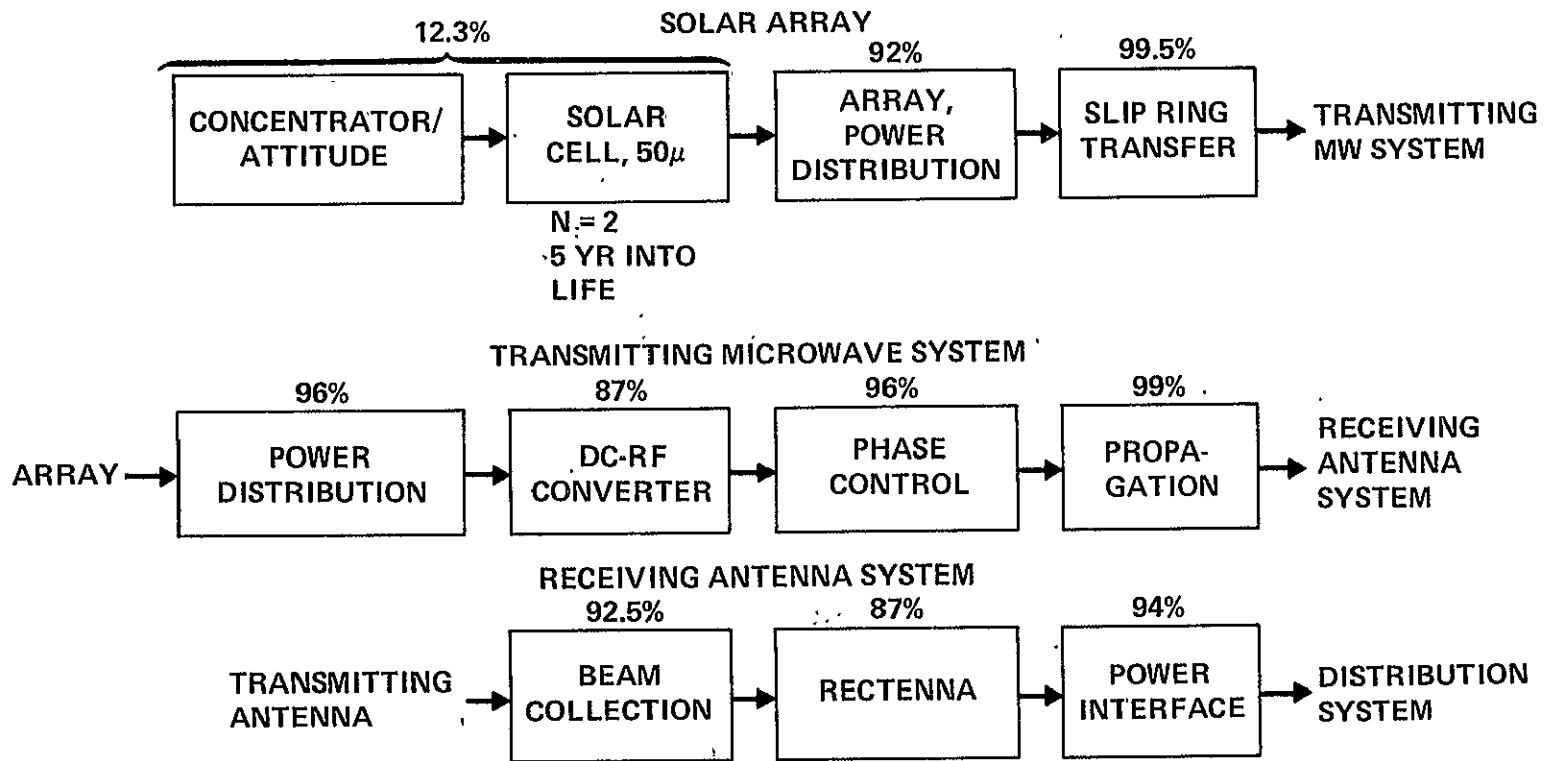 SOLAR ARRAY
12.3%
92%
99.5%
CONCENTRATOR/
ATTITUDE
SOLAR
CELL, 50μ
ARRAY,
POWER
DISTRIBUTION
SLIP RING
TRANSFER
TRANSMITTING
MW SYSTEM
N = 2
5 YR INTO
LIFE
TRANSMITTING MICROWAVE SYSTEM
96%
87%
96%
99%
ARRAY
POWER
DISTRIBUTION
DC-RF
CONVERTER
PHASE
CONTROL
PROPA-
GATION
RECEIVING
ANTENNA
SYSTEM
RECEIVING ANTENNA SYSTEM
92.5%
87%
94%
TRANSMITTING
ANTENNA
BEAM
COLLECTION
RECTENNA
POWER
INTERFACE
DISTRIBUTION
SYSTEM